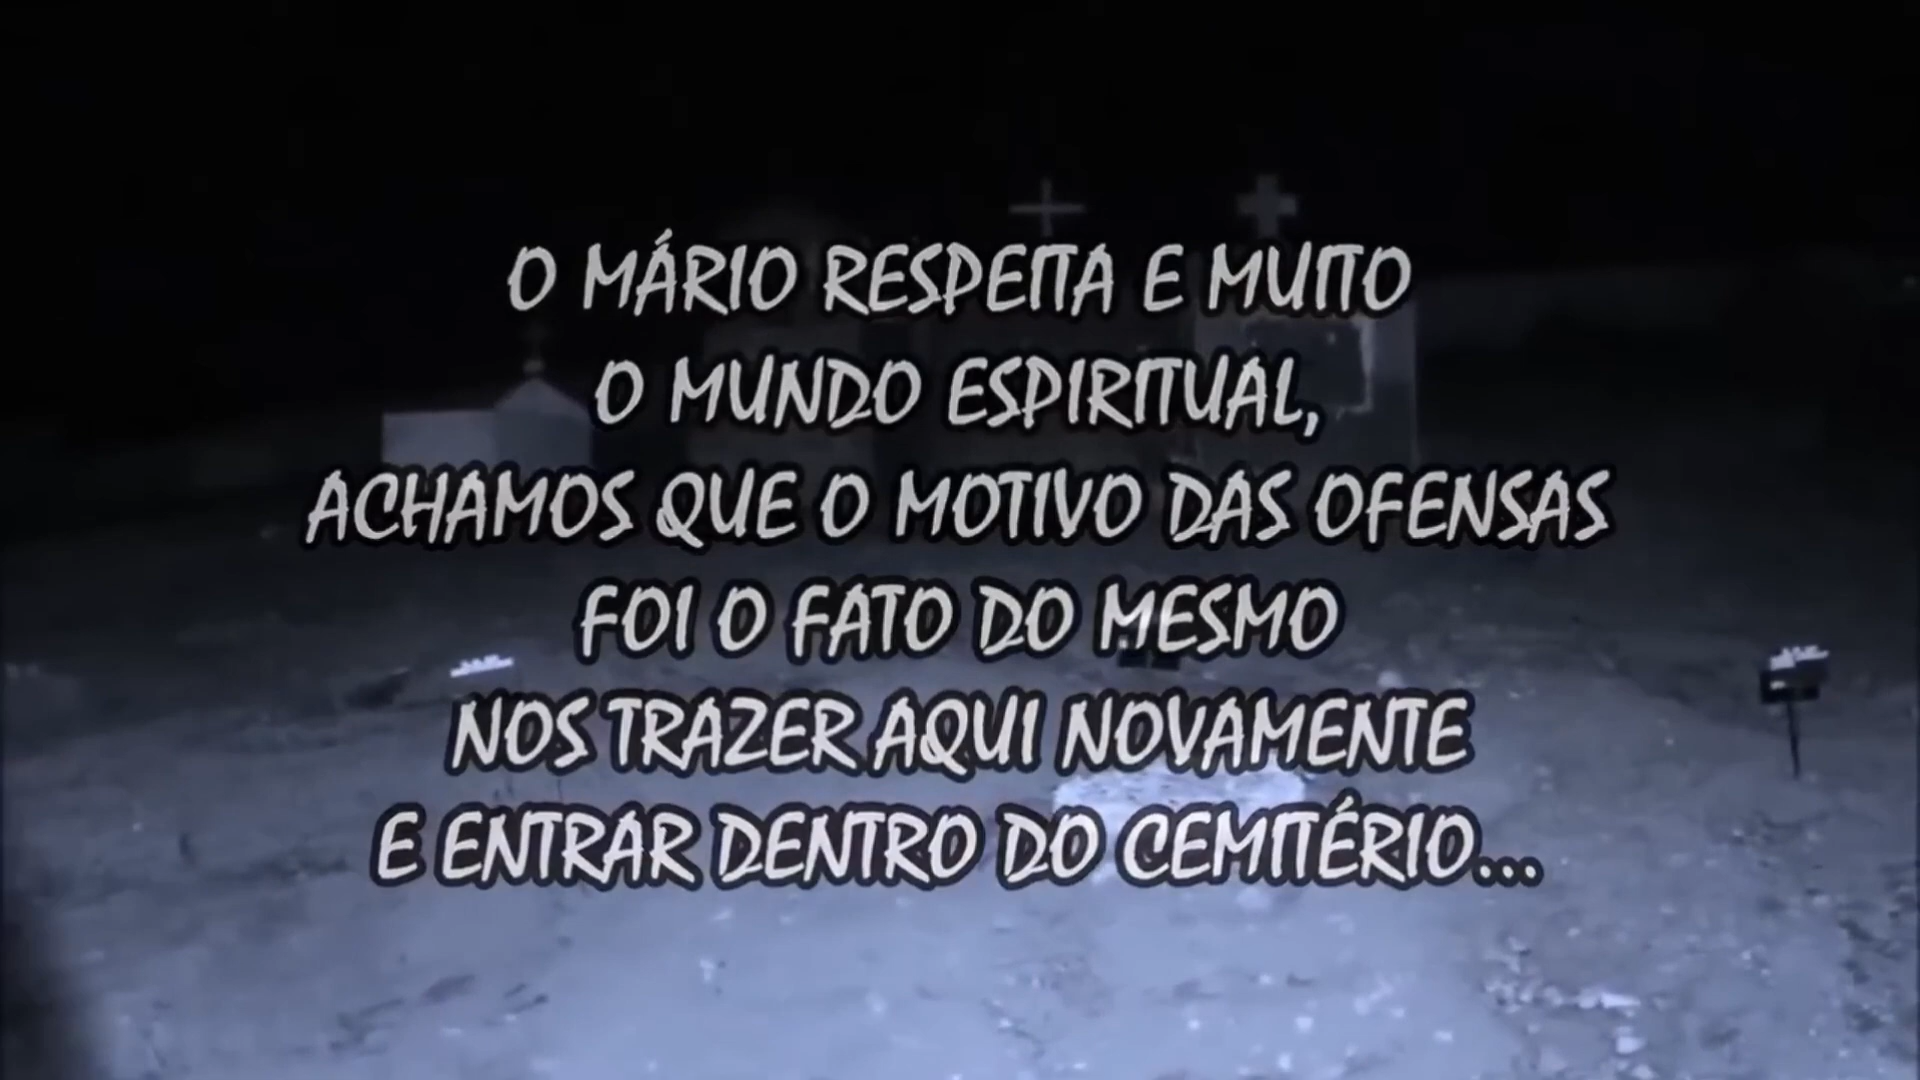 O MÁRIO RESPEITA E MUITO
O MUNDO ESPIRITUAL,
ACHAMOS QUE O MOTIVO DAS OFENSAS
FOI O FATO DO MESMO
NOS TRAZER AQUI NOVAMENTE
E ENTRAR DENTRO DO CEMITÉRIO...